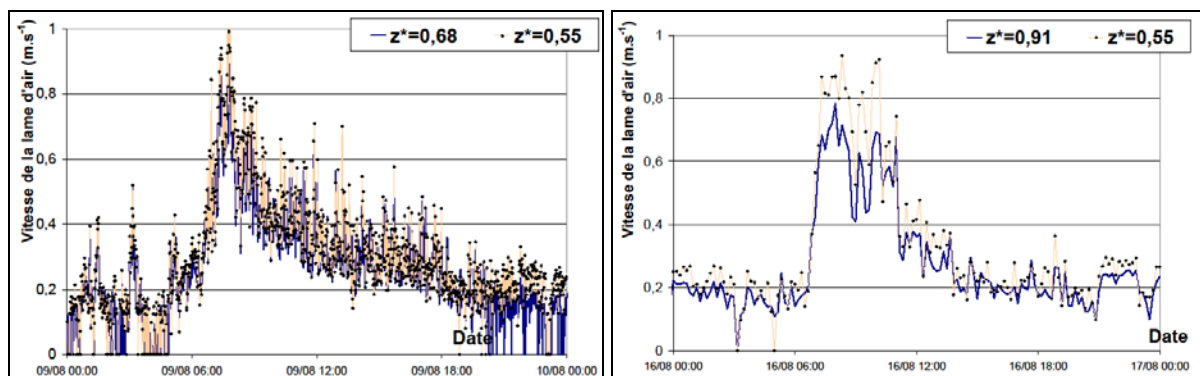 Vitesse de la lame d'air (m.s¹)
z*=0,68 z*=0,55
1
0,8
0,6
0,4
0,2
0
Date
09/08 00:00 09/08 06:00 09/08 12:00 09/08 18:00 10/08 00:00
Vitesse de la lame d'air (m.s¹)
z*=0,91 z*=0,55
1
0,8
0,6
0,4
0,2
0
Date
16/08 00:00 16/08 06:00 16/08 12:00 16/08 18:00 17/08 00:00